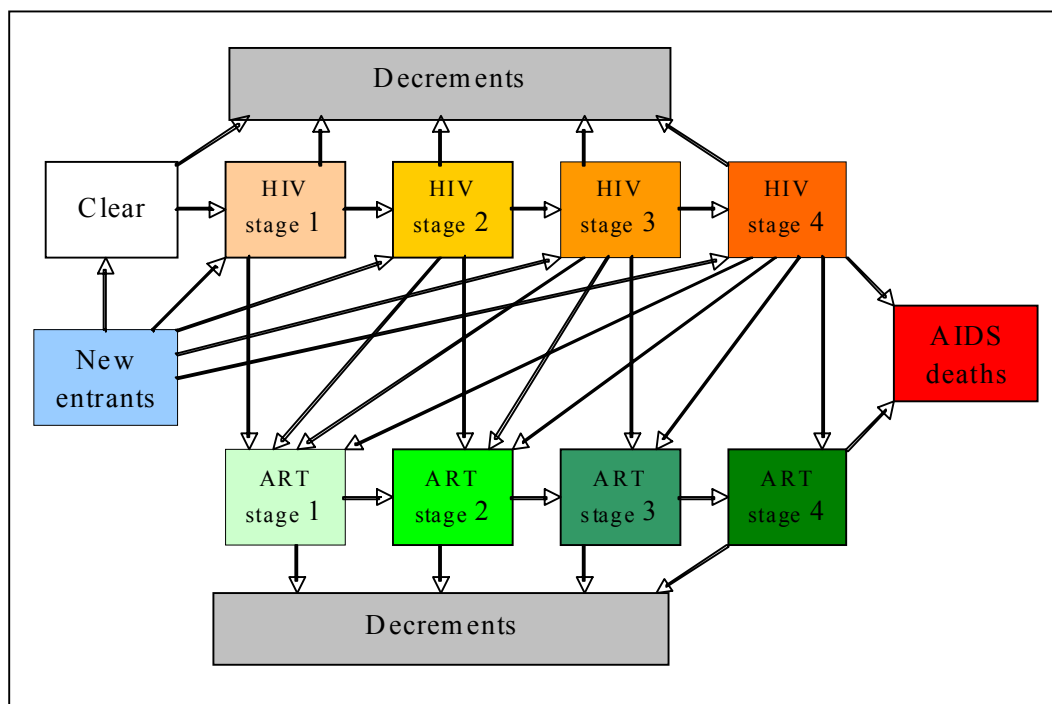 Decrements
Clear
HIV
stage 1
HIV
stage 2
HIV
stage 3
HIV
stage 4
New
entrants
AIDS
deaths
ART
stage 1
ART
stage 2
ART
stage 3
ART
stage 4
Decrements